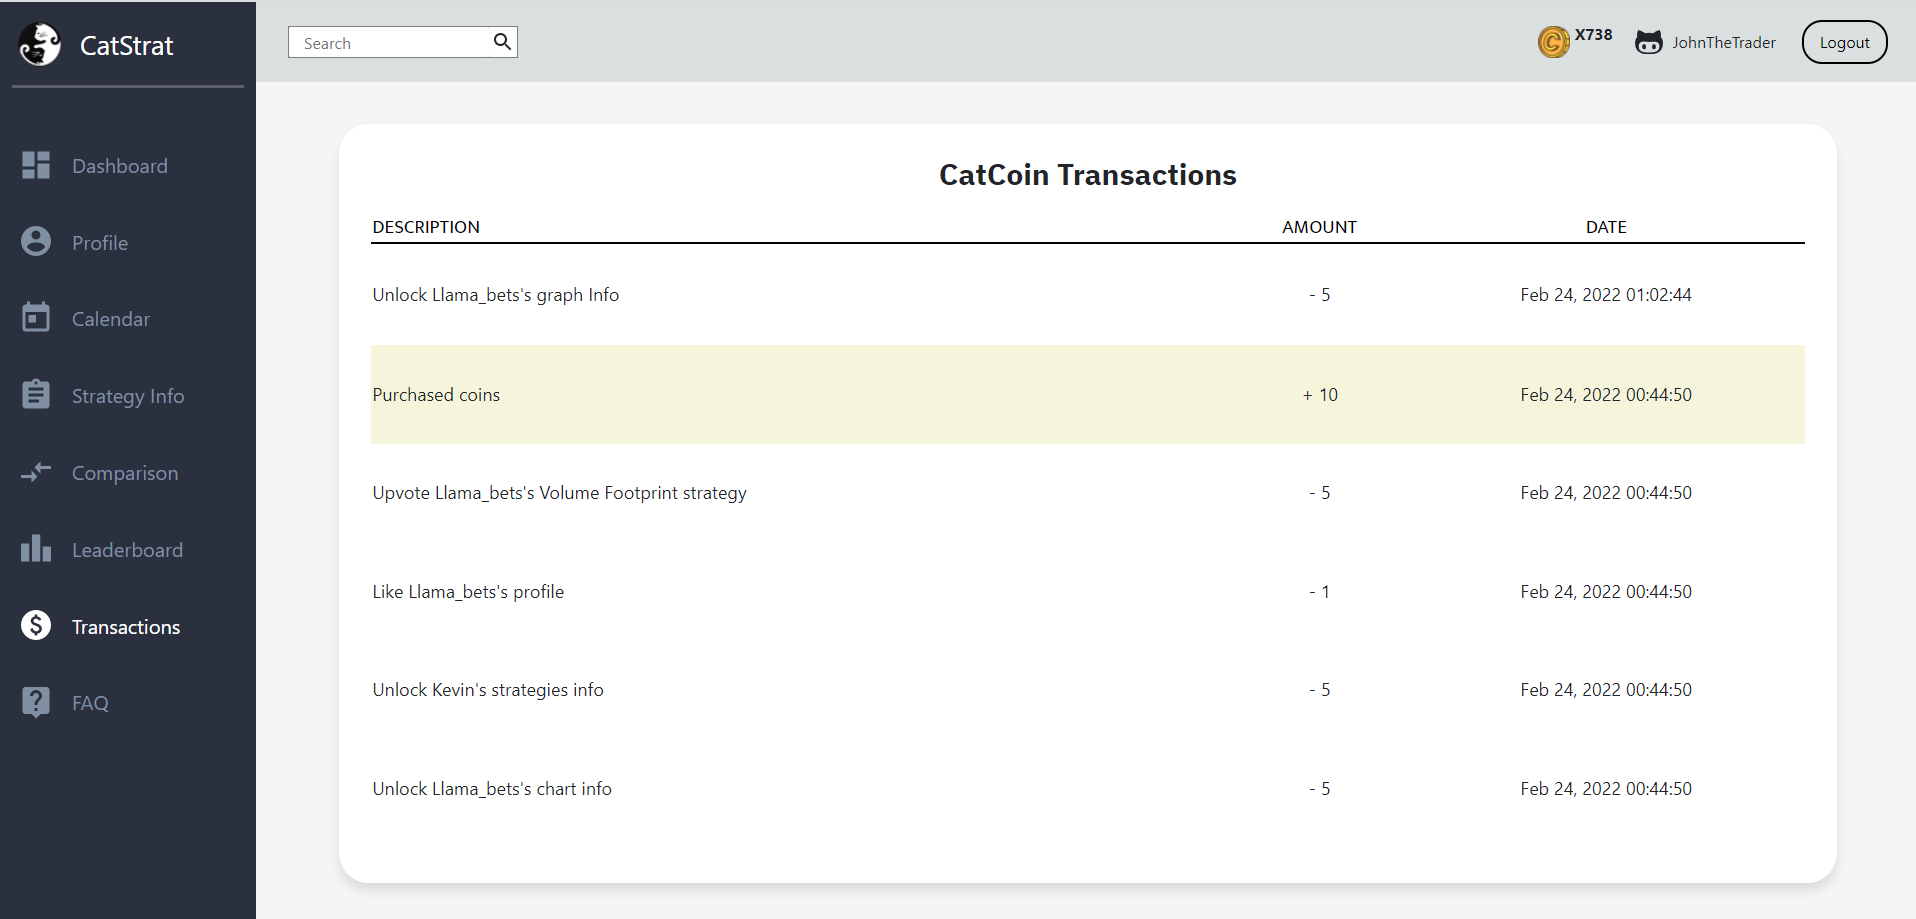 CatStrat
Search
X738
JohnTheTrader
Logout
Dashboard
Profile
Calendar
Strategy Info
Comparison
Leaderboard
Transactions
FAQ
CatCoin Transactions
DESCRIPTION AMOUNT DATE
Unlock Llama_bets's graph Info - 5 Feb 24, 2022 01:02:44
Purchased coins + 10 Feb 24, 2022 00:44:50
Upvote Llama_bets's Volume Footprint strategy - 5 Feb 24, 2022 00:44:50
Like Llama_bets's profile - 1 Feb 24, 2022 00:44:50
Unlock Kevin's strategies info - 5 Feb 24, 2022 00:44:50
Unlock Llama_bets's chart info - 5 Feb 24, 2022 00:44:50